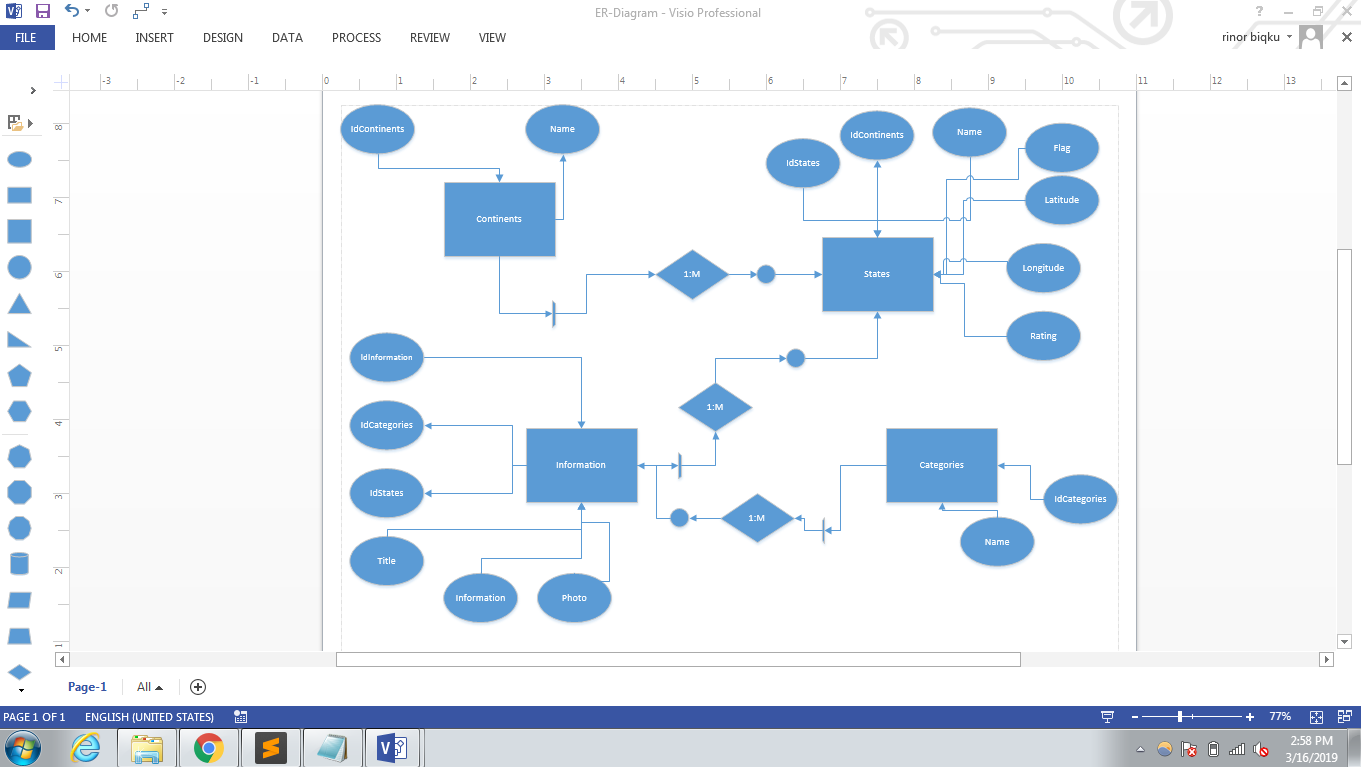 ER-Diagram - Visio Professional
?
FILE HOME INSERT DESIGN DATA PROCESS REVIEW VIEW
rinor biqku
-3 -2 -1 0 1 2 3 4 5 6 7 8 9 10 11 12 13
8
7
6
5
4
3
2
1
IdContinents
Name
IdStates
IdContinents
Name
Flag
Latitude
Continents
1:M
States
Longitude
Rating
IdInformation
1:M
IdCategories
Information
Categories
IdStates
IdCategories
1:M
Title
Name
Information
Photo
Page-1 All
PAGE 1 OF 1 ENGLISH (UNITED STATES)
77%
2:58 PM
3/16/2019